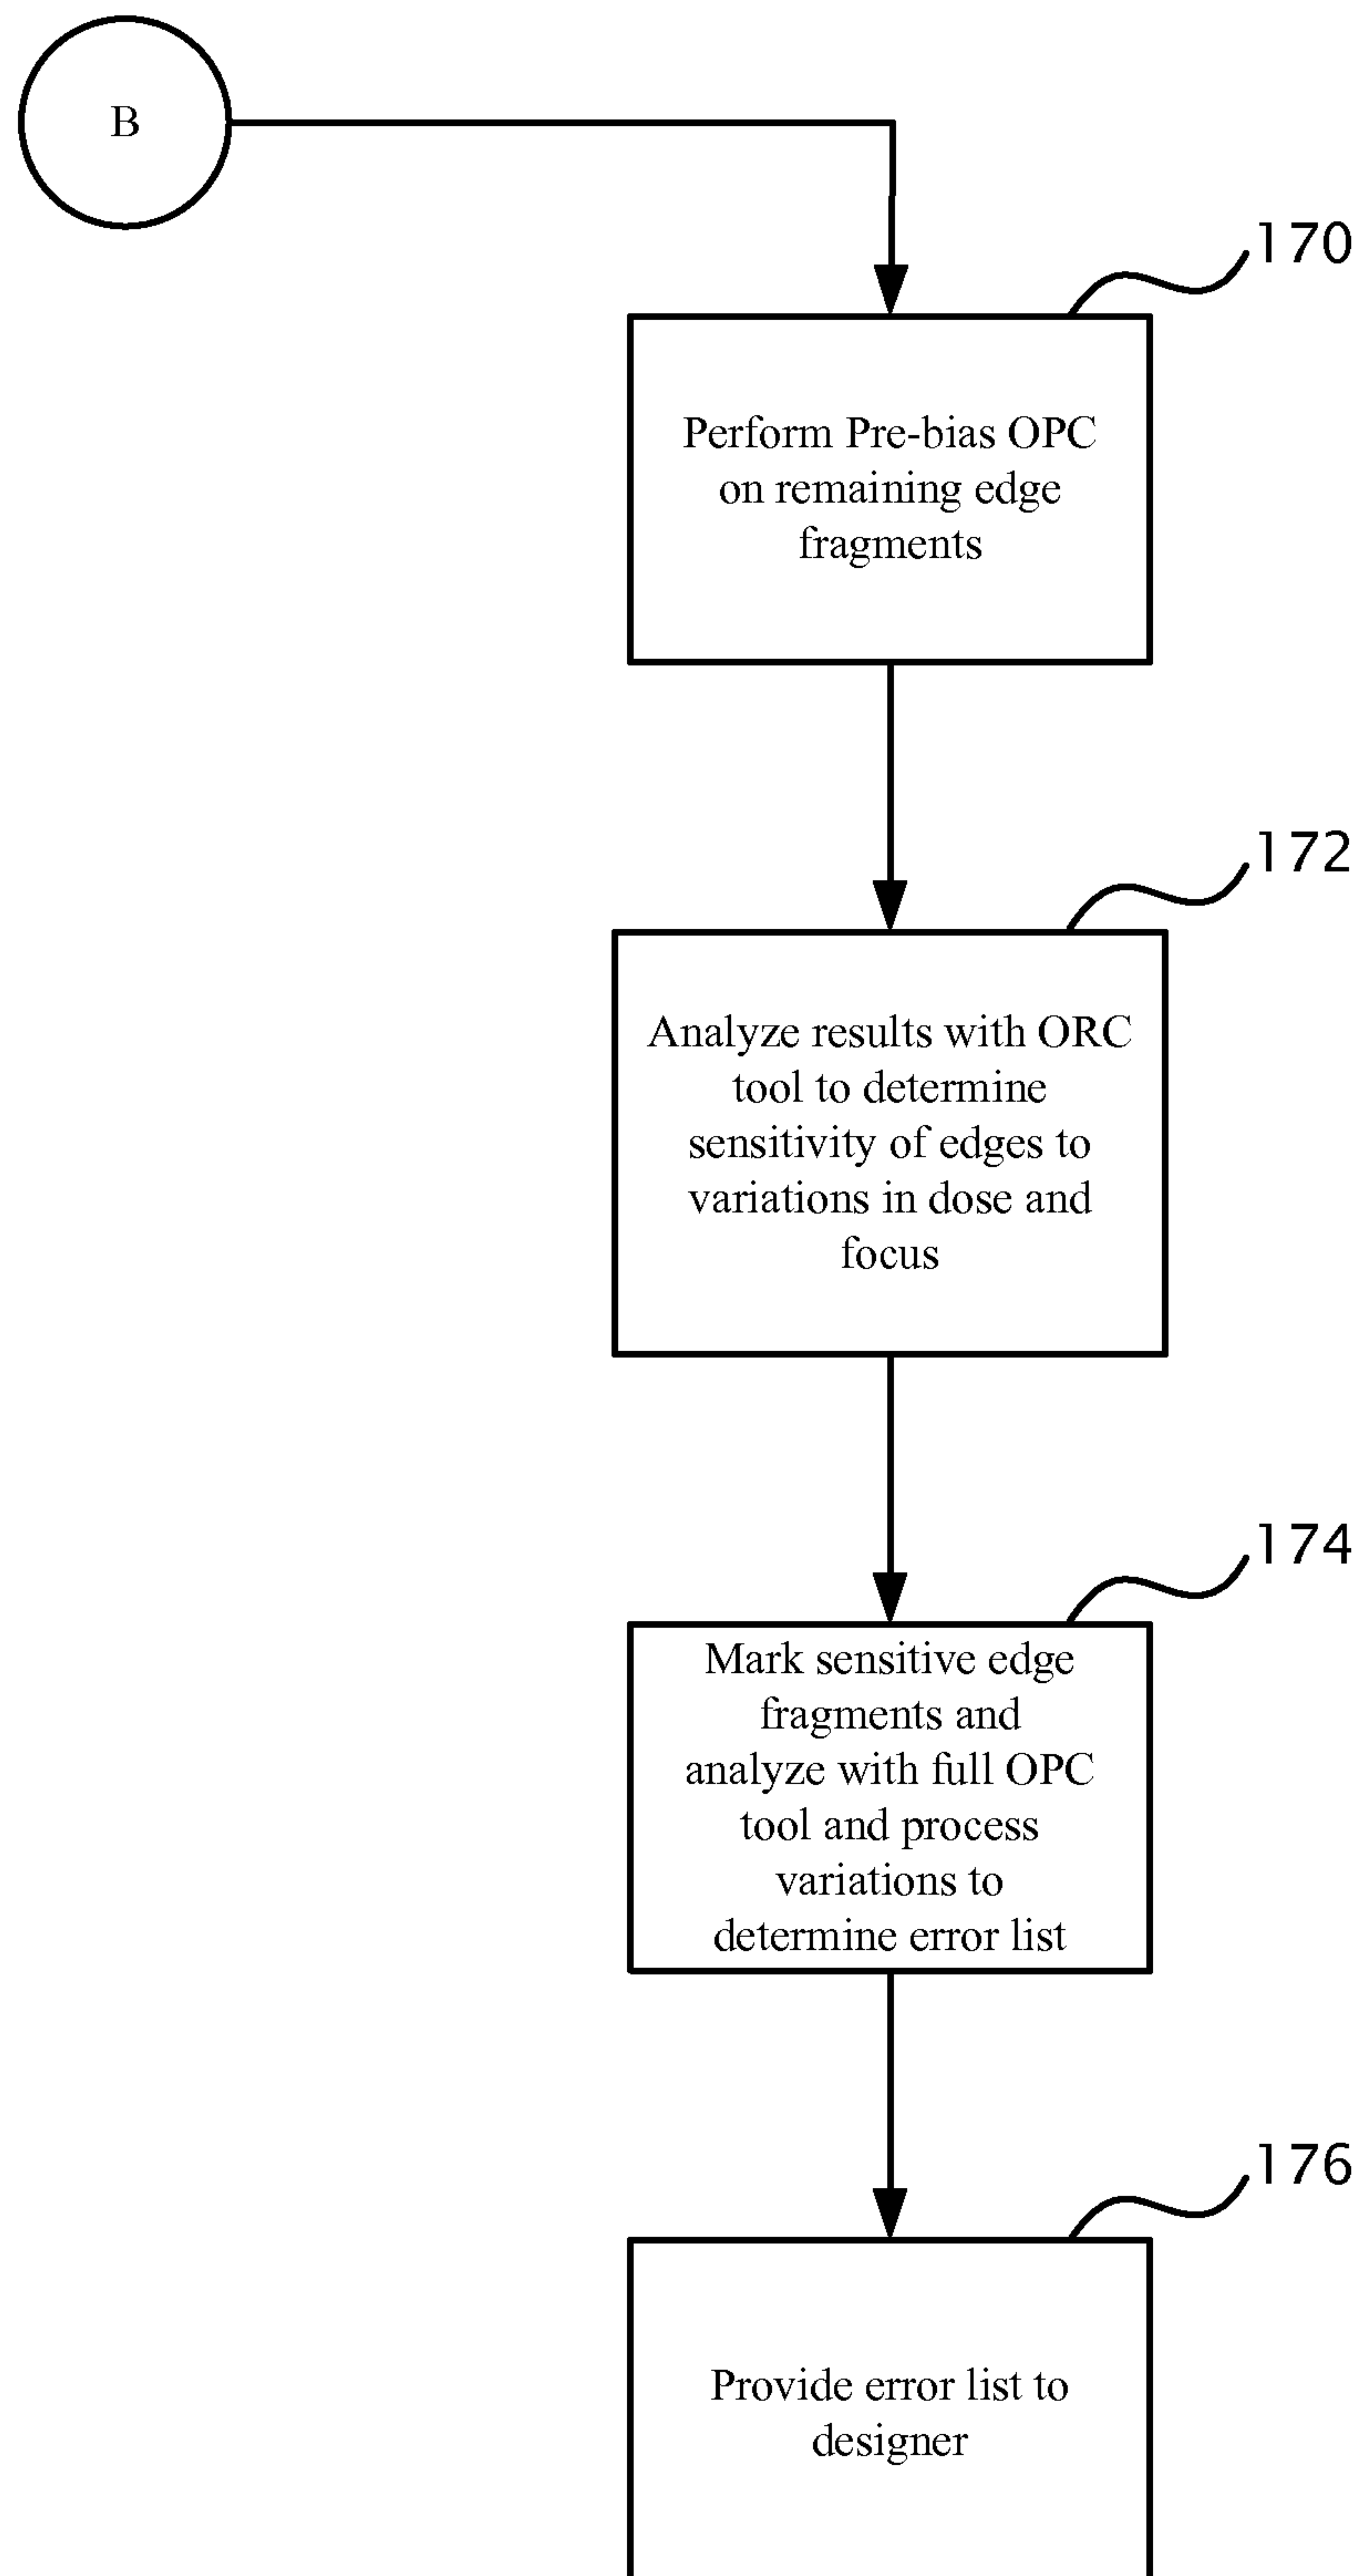 B
170
Perform Pre-bias OPC
on remaining edge
fragments
172
Analyze results with ORC
tool to determine
sensitivity of edges to
variations in dose and
focus
174
Mark sensitive edge
fragments and
analyze with full OPC
tool and process
variations to
determine error list
176
Provide error list to
designer